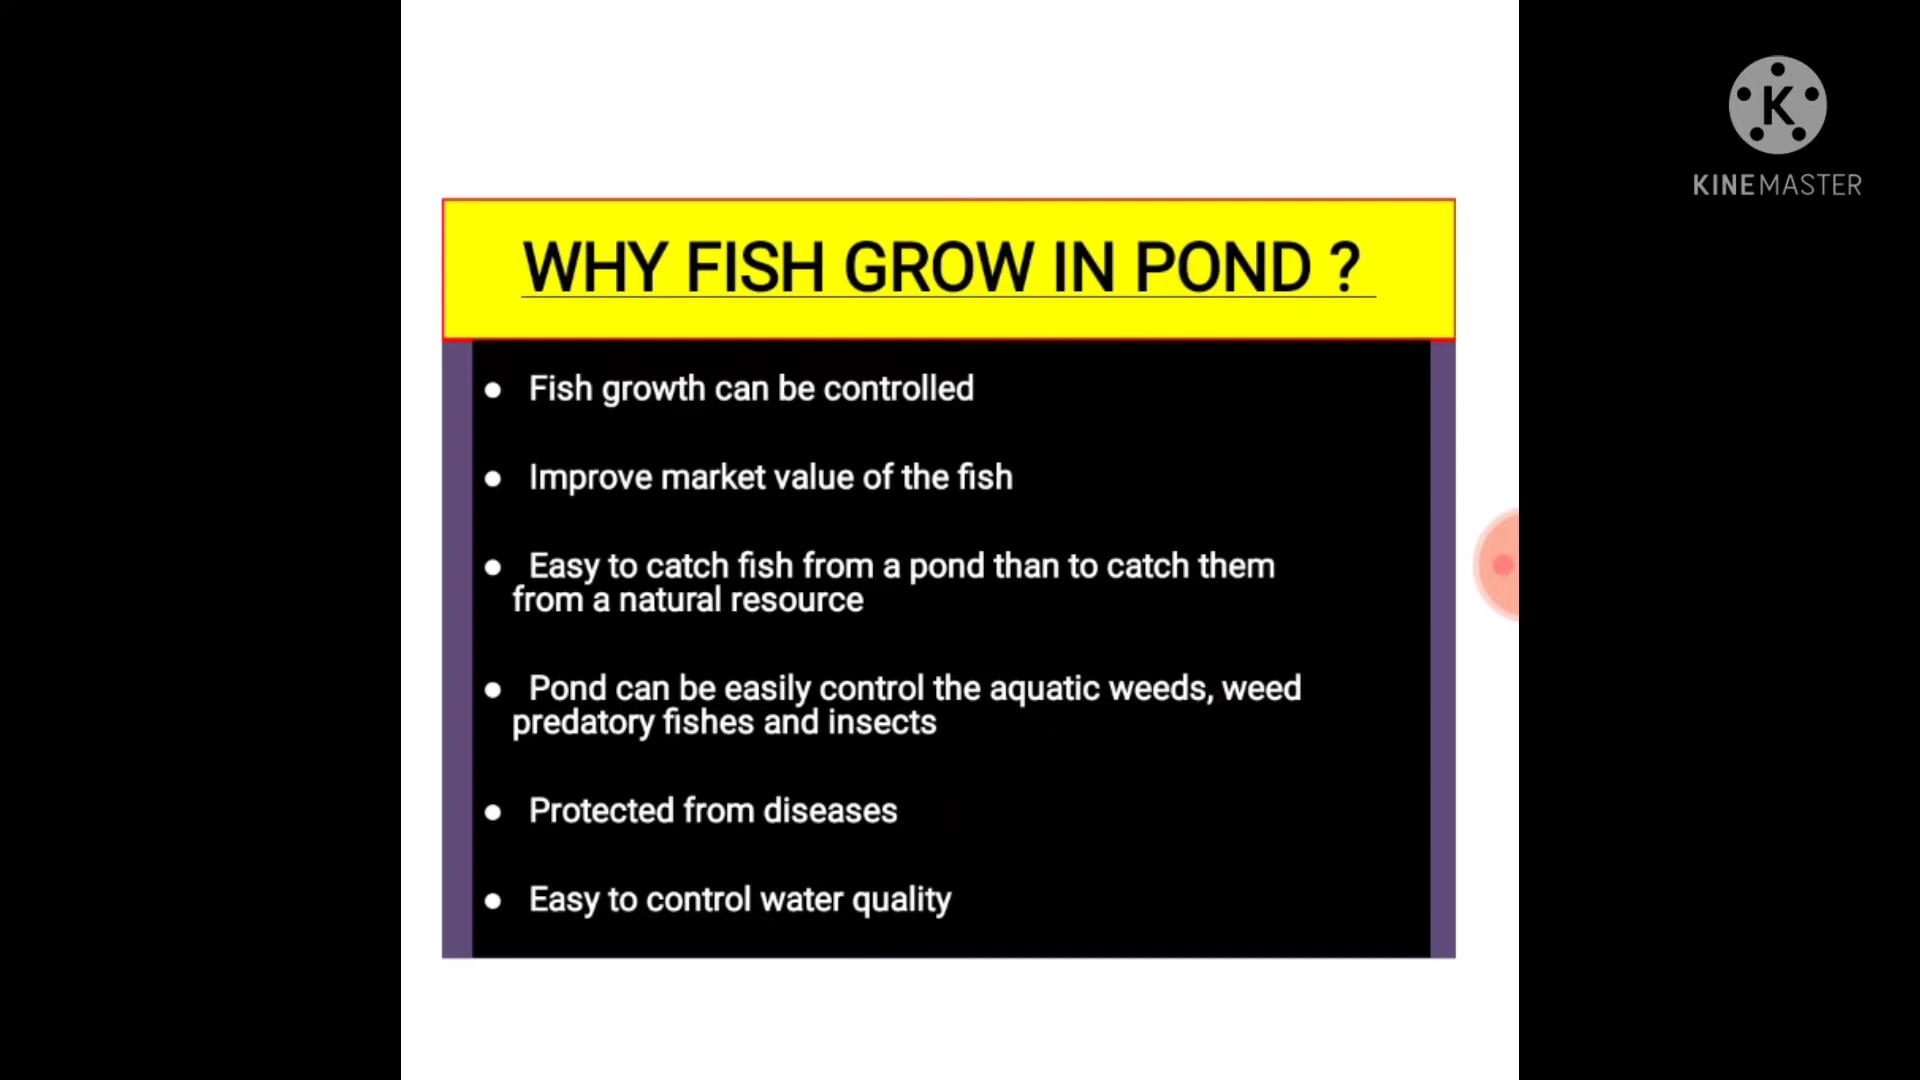 K
KINEMASTER
WHY FISH GROW IN POND ?
● Fish growth can be controlled
● Improve market value of the fish
● Easy to catch fish from a pond than to catch them
from a natural resource
● Pond can be easily control the aquatic weeds, weed
predatory fishes and insects
● Protected from diseases
● Easy to control water quality